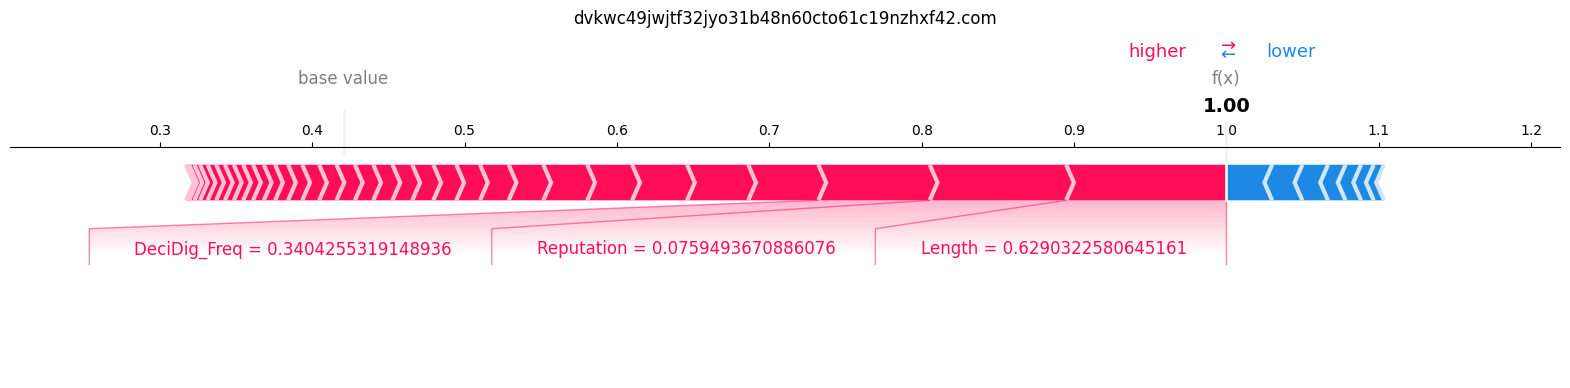 dvkwc49jwjtf32jyo31b48n60cto61c19nzhxf42.com
higher ⇄ lower
base value f(x)
1.00
0.3 0.4 0.5 0.6 0.7 0.8 0.9 1.0 1.1 1.2
DeciDig_Freq = 0.3404255319148936 Reputation = 0.0759493670886076 Length = 0.6290322580645161